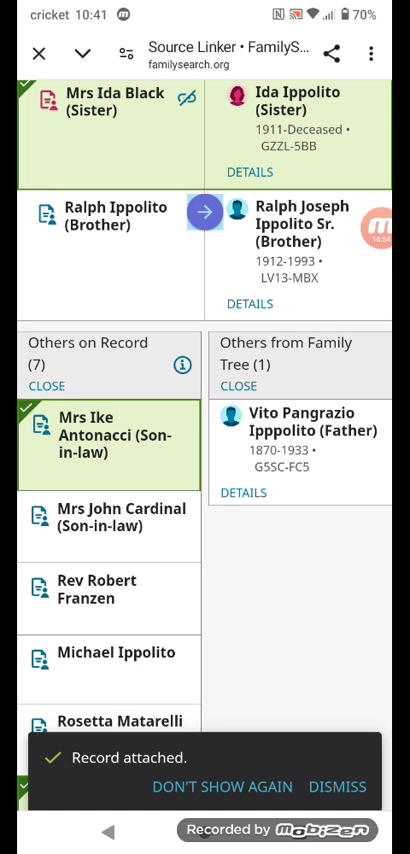 cricket 10:41
70%
Source Linker • FamilyS...
familysearch.org
Mrs Ida Black
(Sister)
Ida Ippolito
(Sister)
1911-Deceased •
GZZL-5BB
DETAILS
Ralph Ippolito
(Brother)
Ralph Joseph
Ippolito Sr.
(Brother)
1912-1993 •
LV13-MBX
DETAILS
16:54
Others on Record
(7)
CLOSE
Others from Family
Tree (1)
CLOSE
Mrs Ike
Antonacci (Son-
in-law)
Vito Pangrazio
Ipppolito (Father)
1870-1933 •
G5SC-FC5
DETAILS
Mrs John Cardinal
(Son-in-law)
Rev Robert
Franzen
Michael Ippolito
Rosetta Matarelli
Record attached.
DON'T SHOW AGAIN DISMISS
Recorded by mobizen